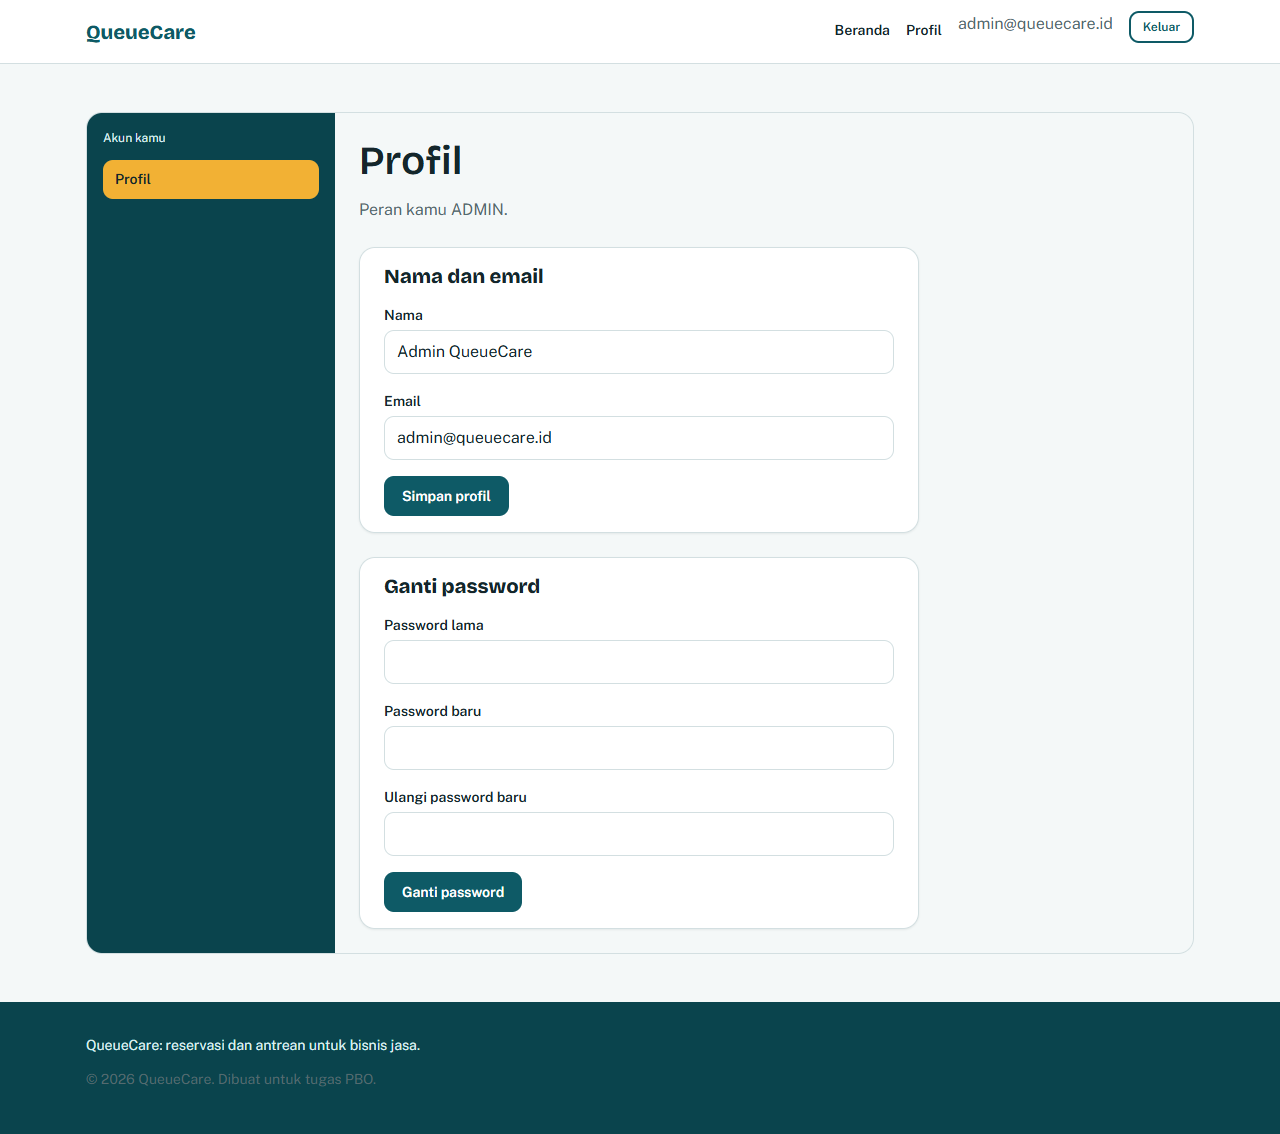 QueueCare
Beranda
Profil
admin@queuecare.id
Keluar
Akun kamu
Profil
Profil
Peran kamu ADMIN.
Nama dan email
Nama
Admin QueueCare
Email
admin@queuecare.id
Simpan profil
Ganti password
Password lama
Password baru
Ulangi password baru
Ganti password
QueueCare: reservasi dan antrean untuk bisnis jasa.
© 2026 QueueCare. Dibuat untuk tugas PBO.